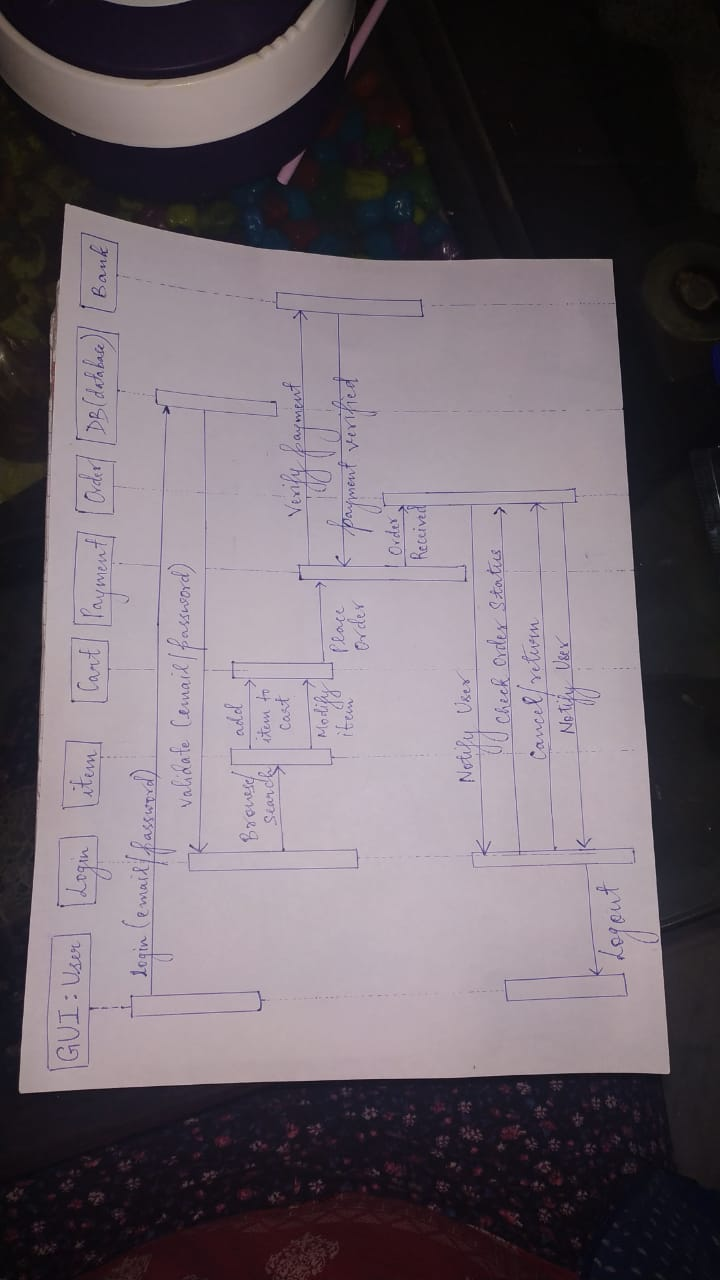 GUI : User
Login
item
Cart
Payment
Order
DB(database)
Bank
Login (email/password)
Validate (email/password)
Browse/
Search
add
item to
Cart
Modify
item
Place
Order
Verify payment
payment verified
Order
Received
Notify User
Check Order Status
Cancel/return
Notify User
Logout